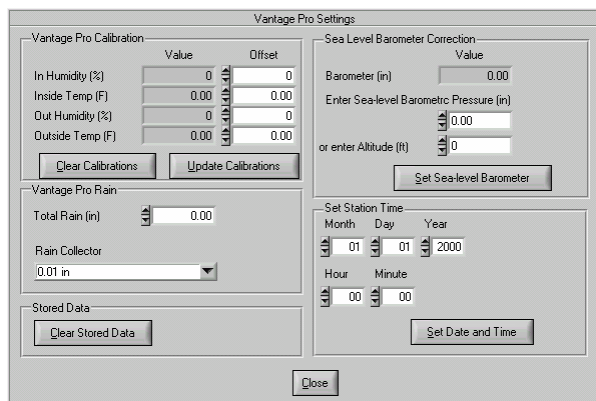 Vantage Pro Settings
Vantage Pro Calibration
Value Offset
In Humidity (%) 0 0
Inside Temp (F) 0.00 0.00
Out Humidity (%) 0 0
Outside Temp (F) 0.00 0.00
Clear Calibrations Update Calibrations
Vantage Pro Rain
Total Rain (in) 0.00
Rain Collector
0.01 in
Stored Data
Clear Stored Data
Sea Level Barometer Correction
Value
Barometer (in) 0.00
Enter Sea-level Barometrc Pressure (in)
0.00
or enter Altitude (ft) 0
Set Sea-level Barometer
Set Station Time
Month Day Year
01 01 2000
Hour Minute
00 00
Set Date and Time
Close